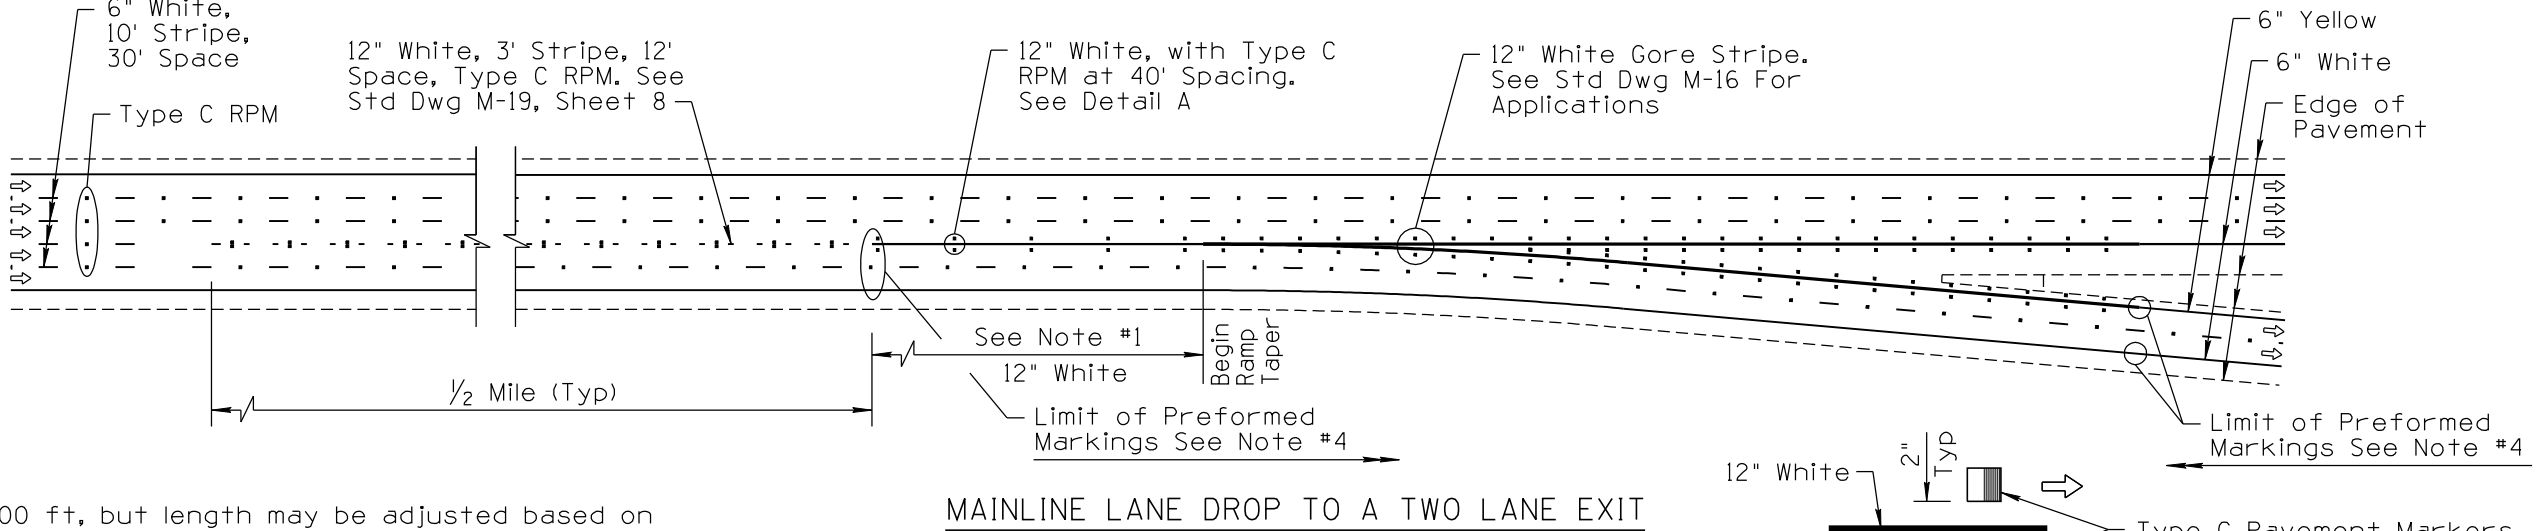 6" White,
10' Stripe,
30' Space
Type C RPM
12" White, 3' Stripe, 12'
Space, Type C RPM. See
Std Dwg M-19, Sheet 8
12" White, with Type C
RPM at 40' Spacing.
See Detail A
12" White Gore Stripe.
See Std Dwg M-16 For
Applications
6" Yellow
6" White
Edge of
Pavement
See Note #1
12" White
Begin
Ramp
Taper
1/2 Mile (Typ)
Limit of Preformed
Markings See Note #4
Limit of Preformed
Markings See Note #4
2"
Typ
12" White
MAINLINE LANE DROP TO A TWO LANE EXIT
00 ft, but length may be adjusted based on
Type C Pavement Markers